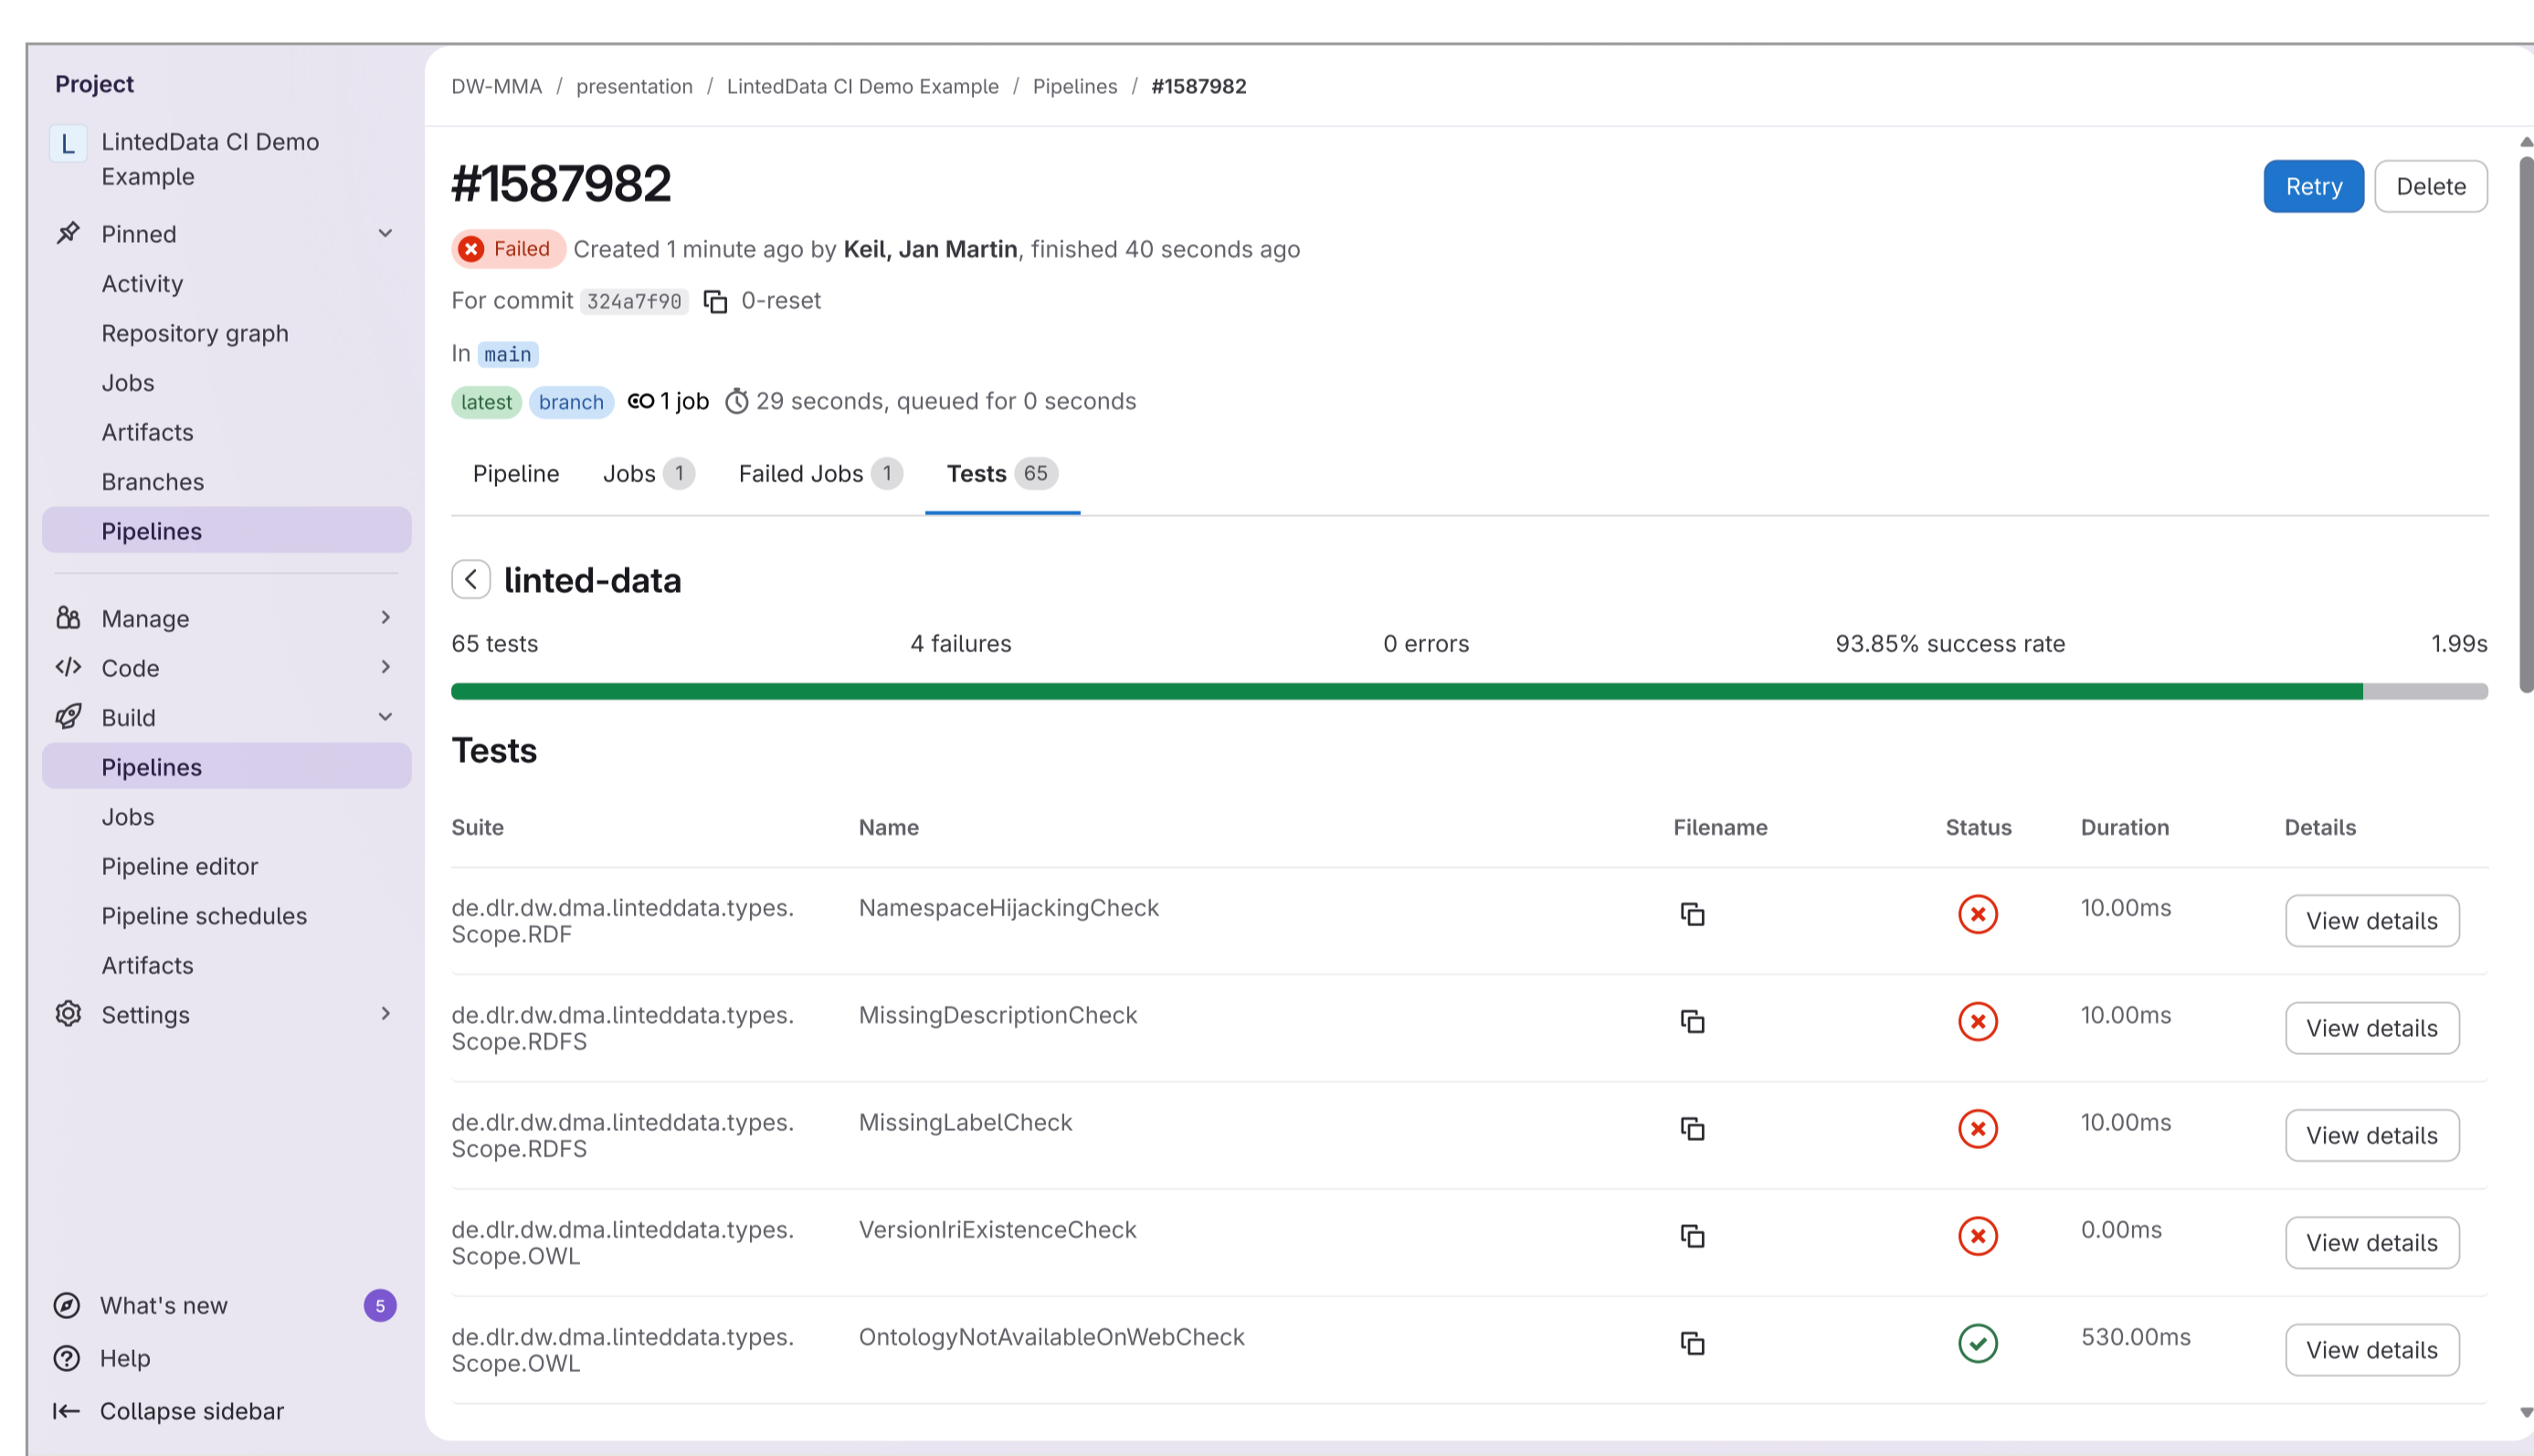 Project
L
LintedData CI Demo
Example
Pinned
Activity
Repository graph
Jobs
Artifacts
Branches
Pipelines
Manage
Code
Build
Pipelines
Jobs
Pipeline editor
Pipeline schedules
Artifacts
Settings
What's new 5
Help
Collapse sidebar
DW-MMA / presentation / LintedData CI Demo Example / Pipelines / #1587982
#1587982
Retry Delete
Failed Created 1 minute ago by Keil, Jan Martin, finished 40 seconds ago
For commit 324a7f90 0-reset
In main
latest branch 1 job 29 seconds, queued for 0 seconds
Pipeline Jobs 1 Failed Jobs 1 Tests 65
linted-data
65 tests 4 failures 0 errors 93.85% success rate 1.99s
Tests
Suite Name Filename Status Duration Details
de.dlr.dw.dma.linteddata.types. NamespaceHijackingCheck 10.00ms View details
Scope.RDF
de.dlr.dw.dma.linteddata.types. MissingDescriptionCheck 10.00ms View details
Scope.RDFS
de.dlr.dw.dma.linteddata.types. MissingLabelCheck 10.00ms View details
Scope.RDFS
de.dlr.dw.dma.linteddata.types. VersionIriExistenceCheck 0.00ms View details
Scope.OWL
de.dlr.dw.dma.linteddata.types. OntologyNotAvailableOnWebCheck 530.00ms View details
Scope.OWL